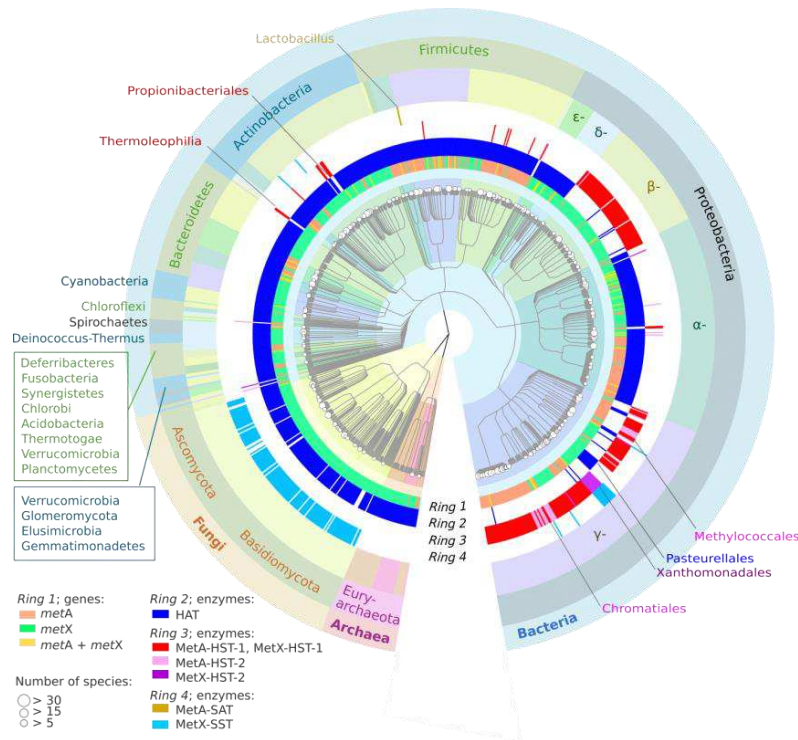 Lactobacillus
Firmicutes
Propionibacteriales
Actinobacteria
Thermoleophilia
ε-
δ-
β-
Proteobacteria
Bacteroidetes
Cyanobacteria
Chloroflexi
Spirochaetes
Deinococcus-Thermus
α-
Deferribacteres
Fusobacteria
Synergistetes
Chlorobi
Acidobacteria
Thermotogae
Verrucomicrobia
Planctomycetes
Verrucomicrobia
Glomeromycota
Elusimicrobia
Gemmatimonadetes
Ascomycota
Fungi
Basidiomycota
Ring 1
Ring 2
Ring 3
Ring 4
γ-
Methylococcales
Pasteurellales
Xanthomonadales
Chromatiales
Eury-
archaeota
Archaea
Bacteria
Ring 1; genes:
metA
metX
metA + metX
Number of species:
> 30
> 15
> 5
Ring 2; enzymes:
HAT
Ring 3; enzymes:
MetA-HST-1, MetX-HST-1
MetA-HST-2
MetX-HST-2
Ring 4; enzymes:
MetA-SAT
MetX-SST